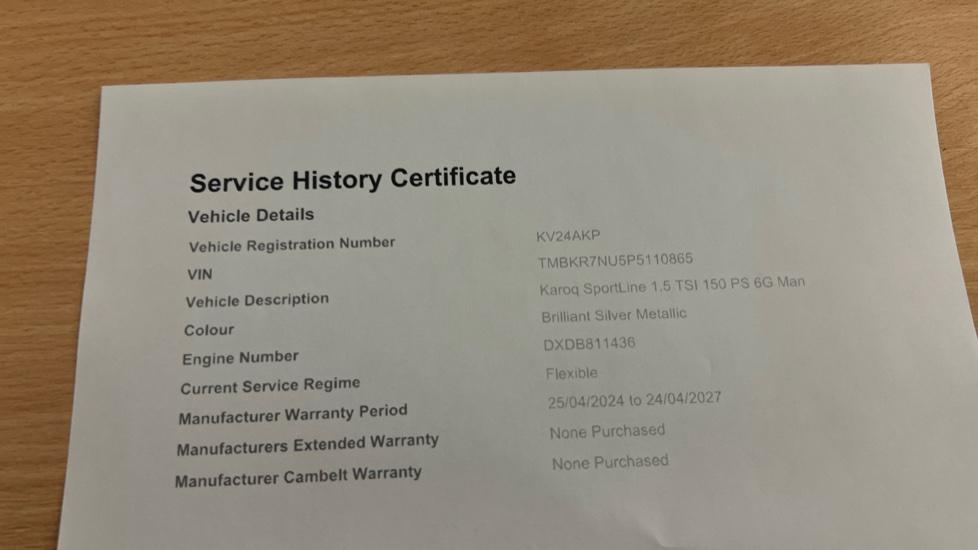 Service History Certificate
Vehicle Details
Vehicle Registration Number KV24AKP
VIN TMBKR7NU5P5110865
Vehicle Description Karoq SportLine 1.5 TSI 150 PS 6G Man
Colour Brilliant Silver Metallic
Engine Number DXDB811436
Current Service Regime Flexible
Manufacturer Warranty Period 25/04/2024 to 24/04/2027
Manufacturers Extended Warranty None Purchased
Manufacturer Cambelt Warranty None Purchased